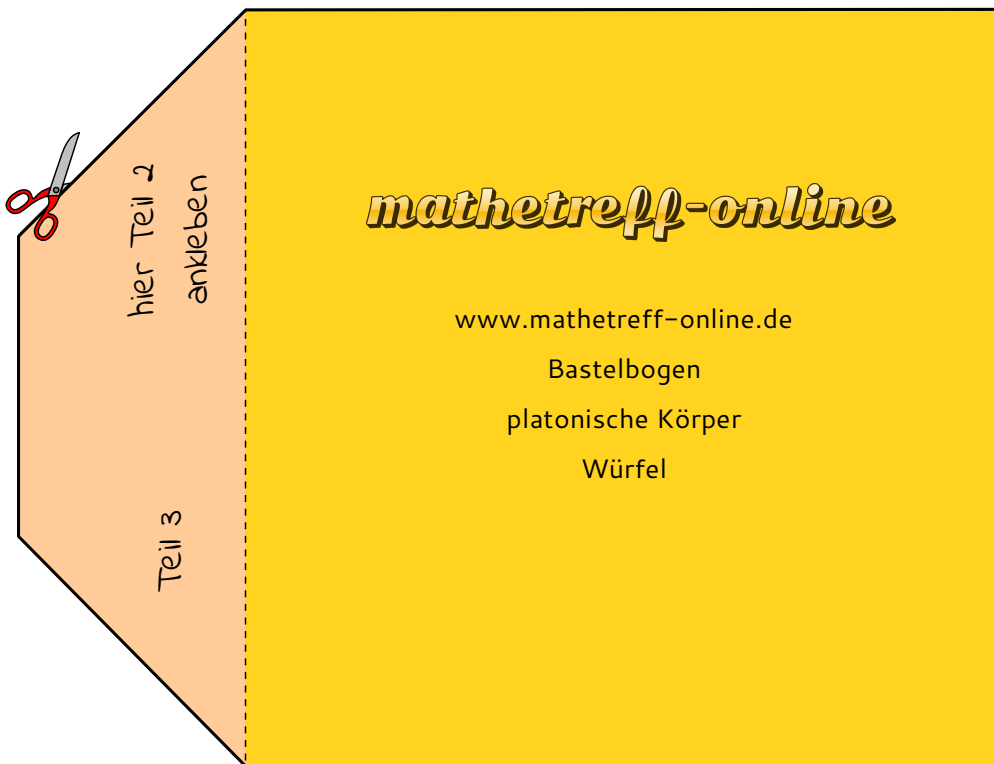 hier Teil 2
ankleben
Teil 3
mathetreff-online
www.mathetreff-online.de
Bastelbogen
platonische Körper
Würfel